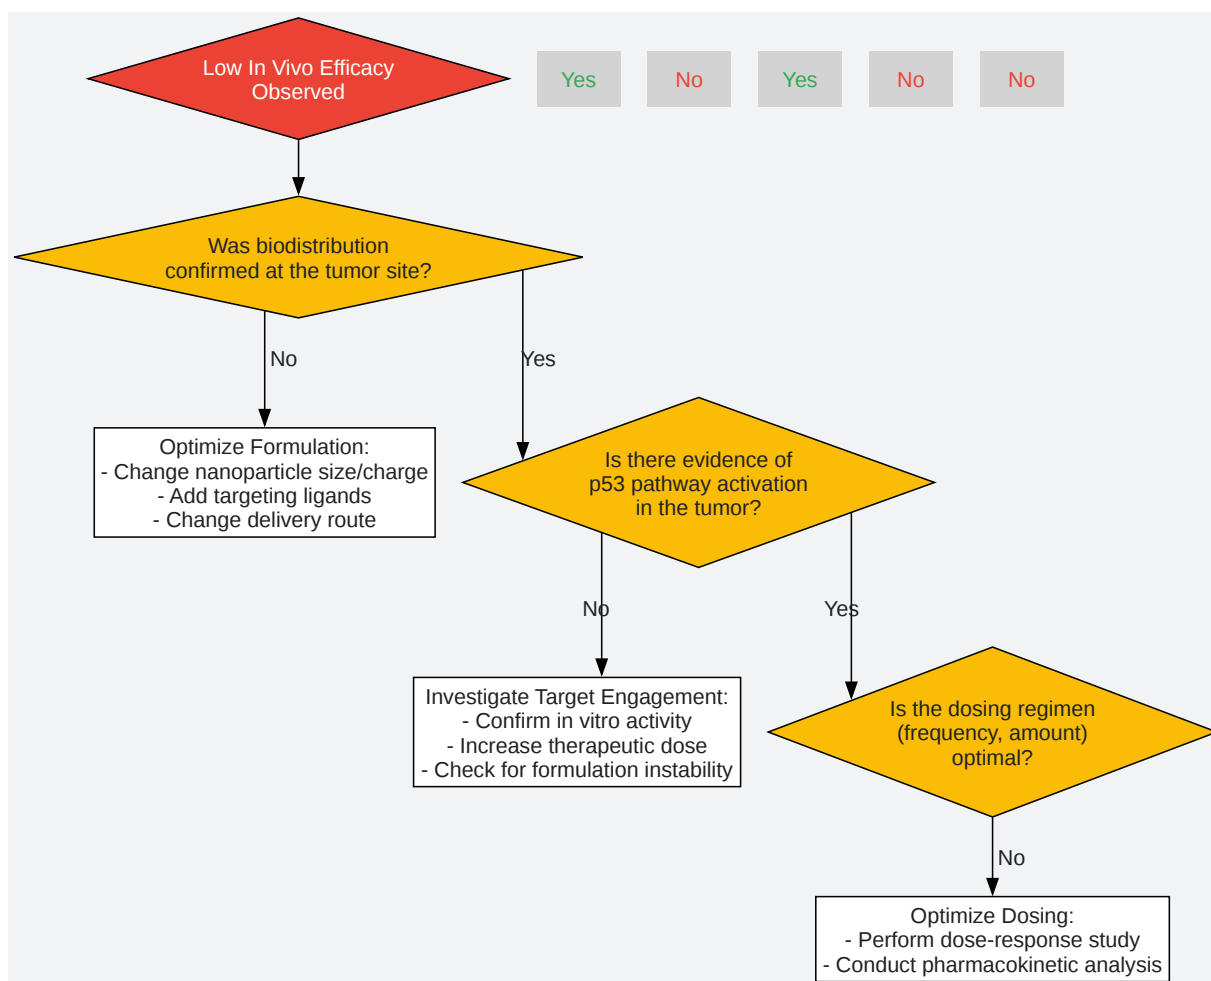 Low In Vivo Efficacy
Observed
Yes
No
Yes
No
No
Was biodistribution
confirmed at the tumor site?
No
Yes
Optimize Formulation:
- Change nanoparticle size/charge
- Add targeting ligands
- Change delivery route
Is there evidence of
p53 pathway activation
in the tumor?
No
Yes
Investigate Target Engagement:
- Confirm in vitro activity
- Increase therapeutic dose
- Check for formulation instability
Is the dosing regimen
(frequency, amount)
optimal?
No
Optimize Dosing:
- Perform dose-response study
- Conduct pharmacokinetic analysis